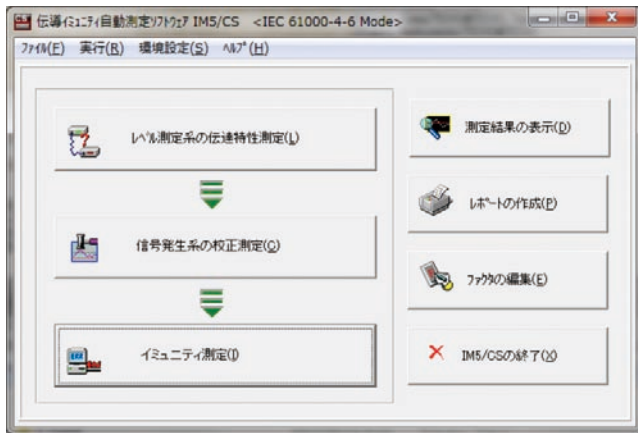 伝導ｲﾐｭﾆﾃｨ自動測定ｿﾌﾄｳｪｱ IM5/CS <IEC 61000-4-6 Mode>
ﾌｧｲﾙ(F) 実行(R) 環境設定(S) ﾍﾙﾌﾟ(H)
ﾚﾍﾞﾙ測定系の伝達特性測定(L)
信号発生系の校正測定(C)
イミュニティ測定(I)
測定結果の表示(D)
ﾚﾎﾟｰﾄの作成(P)
ﾌｧｸﾀの編集(E)
IM5/CSの終了(X)